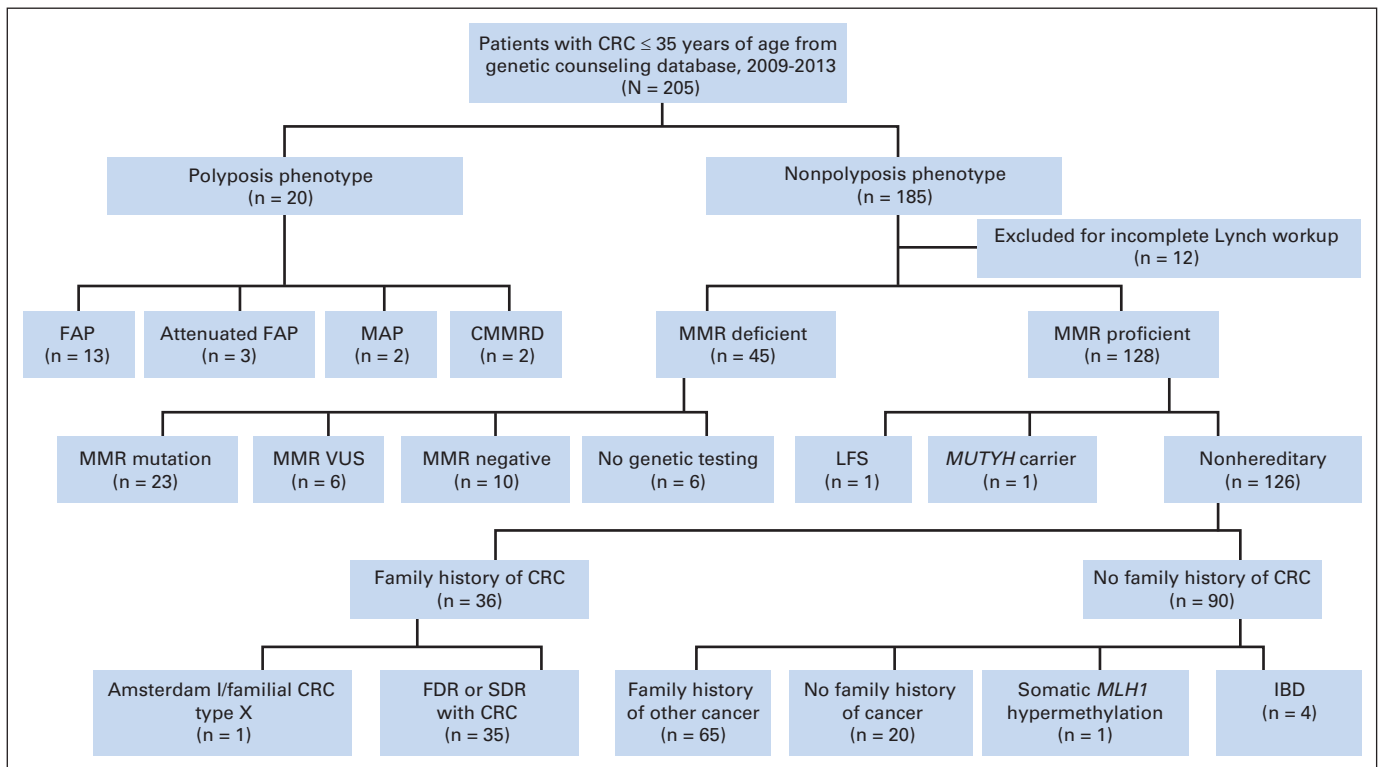 Patients with CRC ≤ 35 years of age from
genetic counseling database, 2009-2013
(N = 205)
Polyposis phenotype
(n = 20)
Nonpolyposis phenotype
(n = 185)
Excluded for incomplete Lynch workup
(n = 12)
FAP
(n = 13)
Attenuated FAP
(n = 3)
MAP
(n = 2)
CMMRD
(n = 2)
MMR deficient
(n = 45)
MMR proficient
(n = 128)
MMR mutation
(n = 23)
MMR VUS
(n = 6)
MMR negative
(n = 10)
No genetic testing
(n = 6)
LFS
(n = 1)
MUTYH carrier
(n = 1)
Nonhereditary
(n = 126)
Family history of CRC
(n = 36)
No family history of CRC
(n = 90)
Amsterdam I/familial CRC
type X
(n = 1)
FDR or SDR
with CRC
(n = 35)
Family history
of other cancer
(n = 65)
No family history
of cancer
(n = 20)
Somatic MLH1
hypermethylation
(n = 1)
IBD
(n = 4)